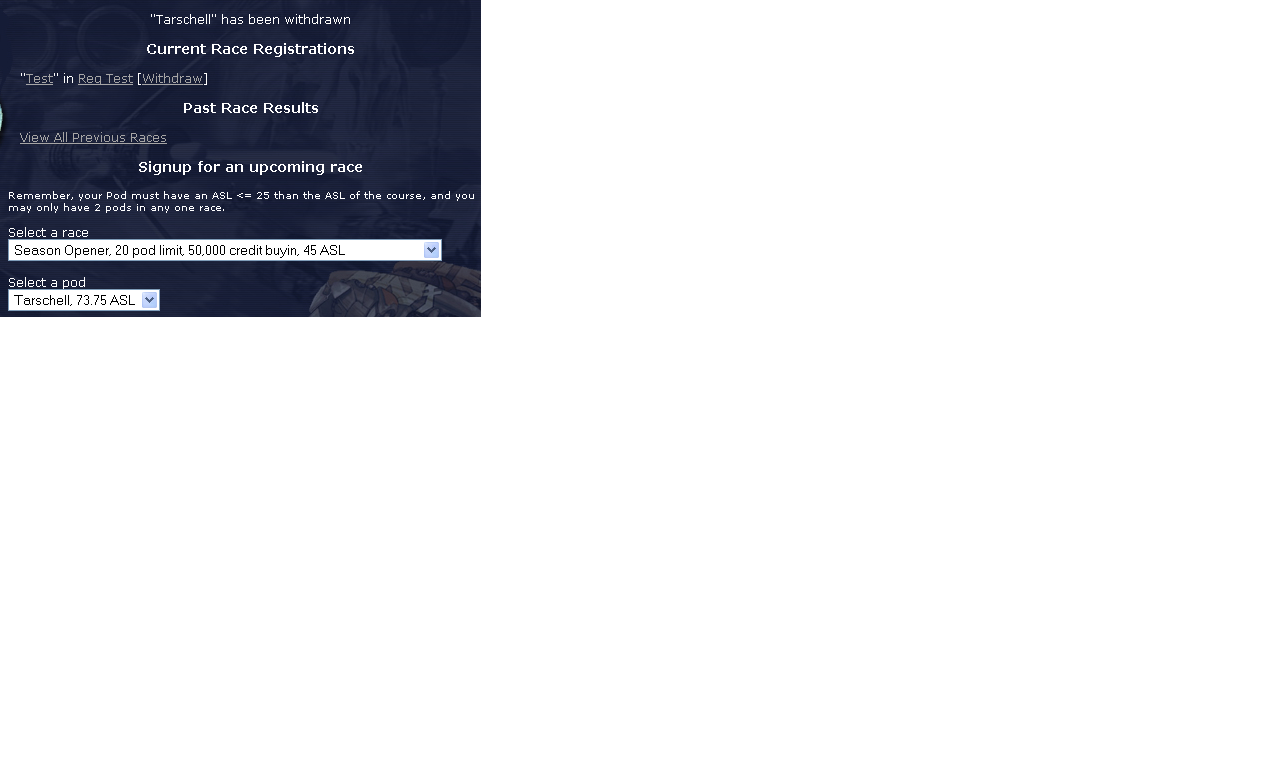 "Tarschell" has been withdrawn
Current Race Registrations
"Test" in Reg Test [Withdraw]
Past Race Results
View All Previous Races
Signup for an upcoming race
Remember, your Pod must have an ASL <= 25 than the ASL of the course, and you
may only have 2 pods in any one race.
Select a race
Season Opener, 20 pod limit, 50,000 credit buyin, 45 ASL
Select a pod
Tarschell, 73.75 ASL